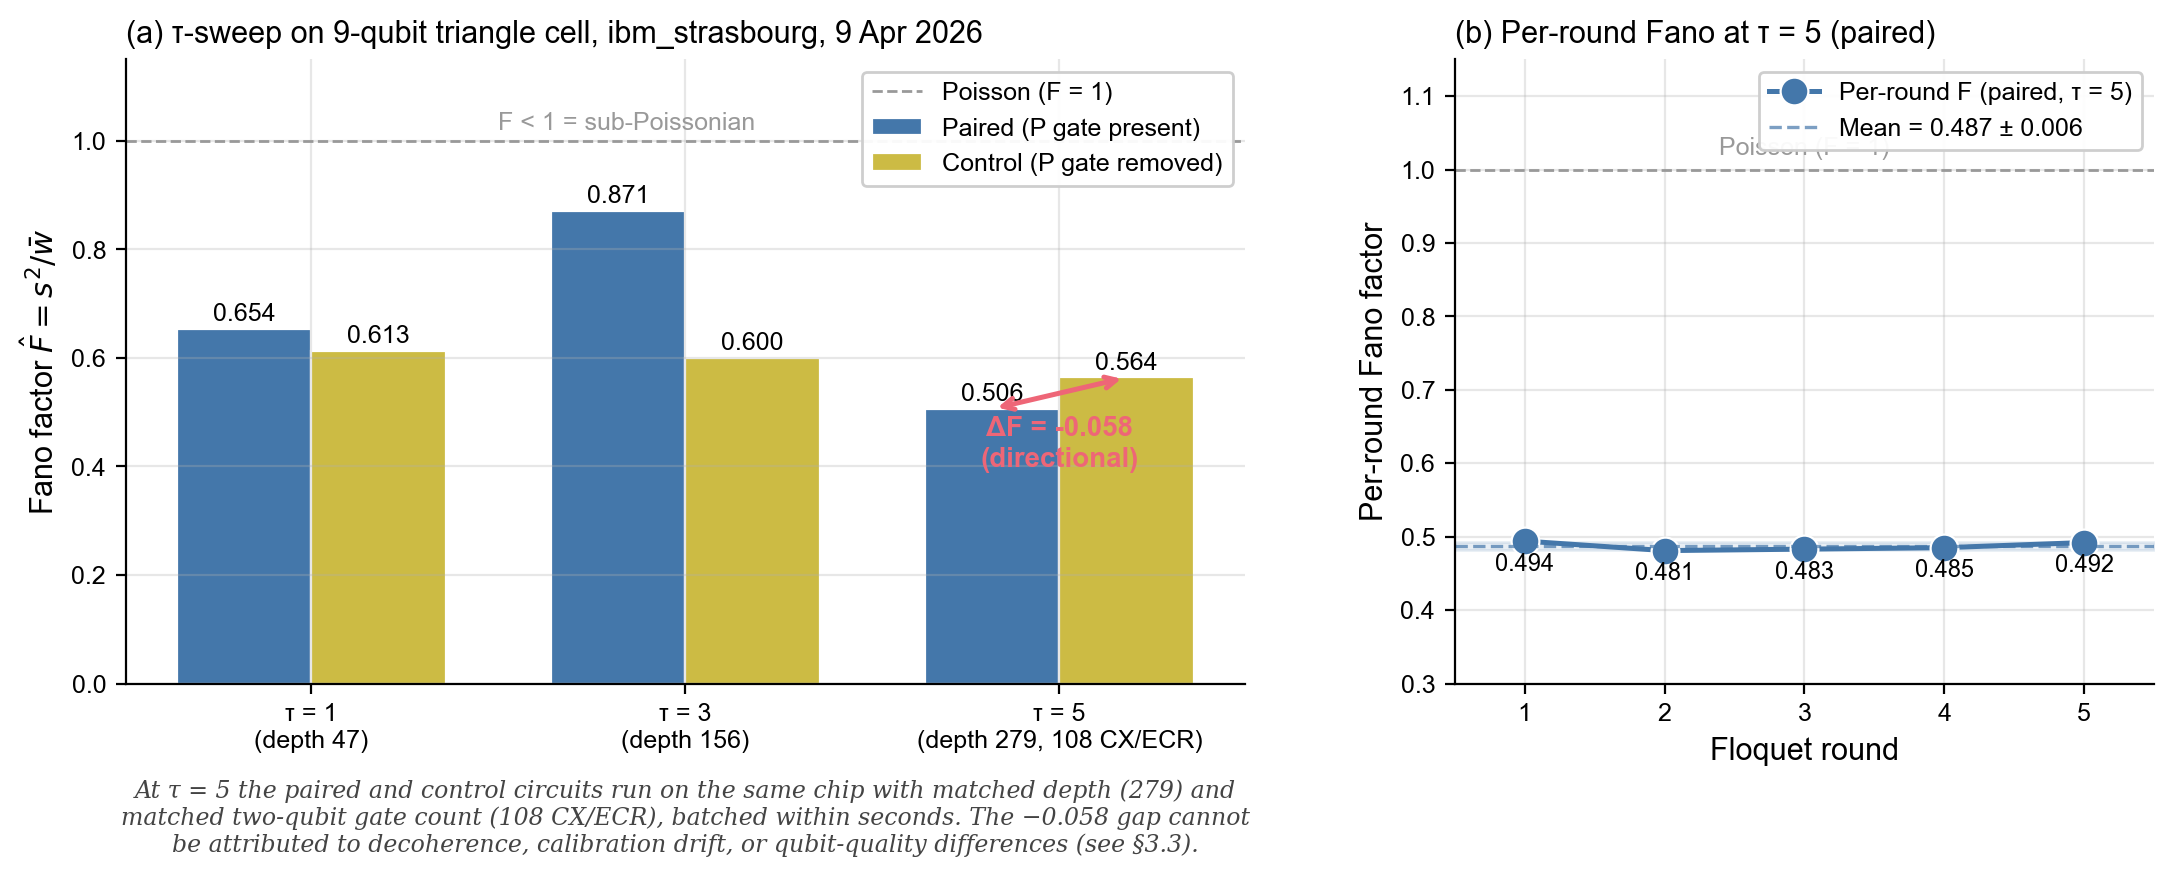 (a) τ-sweep on 9-qubit triangle cell, ibm_strasbourg, 9 Apr 2026
Fano factor F̂ = s²/w̄
1.0
0.8
0.6
0.4
0.2
0.0
F < 1 = sub-Poissonian
Poisson (F = 1)
Paired (P gate present)
Control (P gate removed)
0.654
0.613
0.871
0.600
0.506
0.564
ΔF = -0.058
(directional)
τ = 1
(depth 47)
τ = 3
(depth 156)
τ = 5
(depth 279, 108 CX/ECR)
At τ = 5 the paired and control circuits run on the same chip with matched depth (279) and
matched two-qubit gate count (108 CX/ECR), batched within seconds. The −0.058 gap cannot
be attributed to decoherence, calibration drift, or qubit-quality differences (see §3.3).
(b) Per-round Fano at τ = 5 (paired)
Per-round Fano factor
1.1
1.0
0.9
0.8
0.7
0.6
0.5
0.4
0.3
Per-round F (paired, τ = 5)
Mean = 0.487 ± 0.006
Poisson (F = 1)
0.494
0.481
0.483
0.485
0.492
1
2
3
4
5
Floquet round